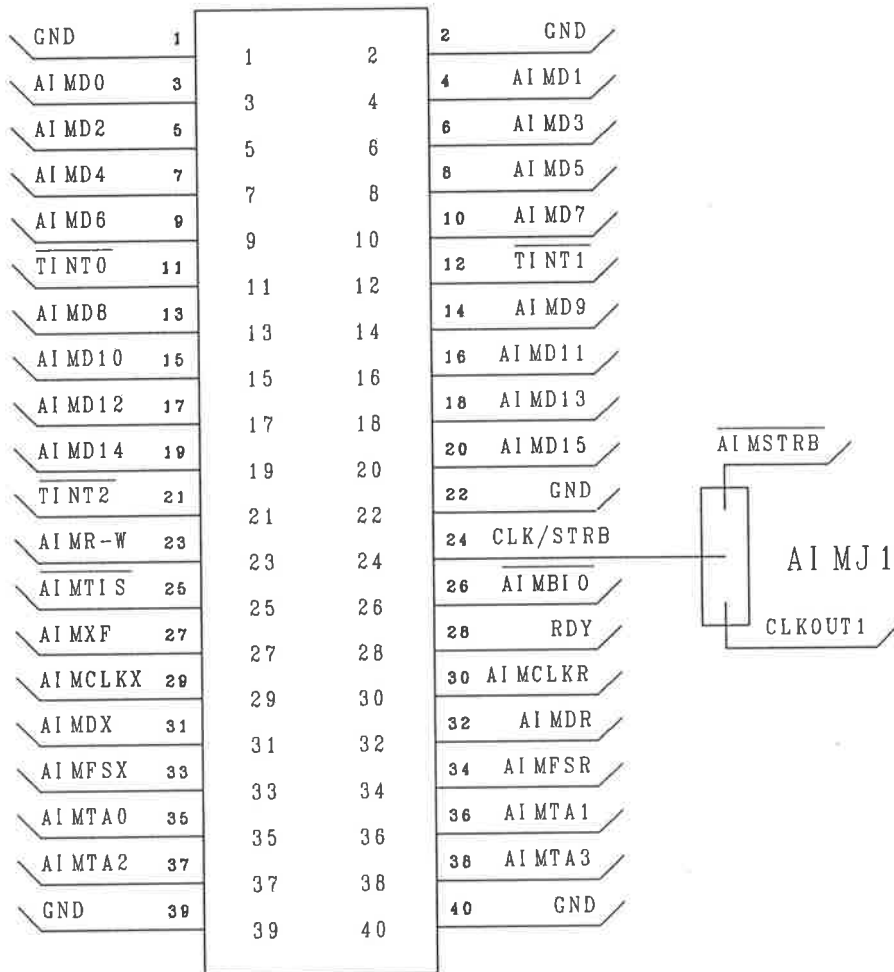 GND 1 2 GND
1 2
AIMD0 3 4 AIMD1
3 4
AIMD2 5 6 AIMD3
5 6
AIMD4 7 8 AIMD5
7 8
AIMD6 9 10 AIMD7
9 10
TINT0 11 12 TINT1
11 12
AIMD8 13 14 AIMD9
13 14
AIMD10 15 16 AIMD11
15 16
AIMD12 17 18 AIMD13
17 18
AIMD14 19 20 AIMD15
AIMSTRB
19 20
TINT2 21 22 GND
21 22
AIMR-W 23 24 CLK/STRB
23 24
AIMJ1
AIMTIS 25 26 AIMBIO
25 26
AIMXF 27 28 RDY
CLKOUT1
27 28
AIMCLKX 29 30 AIMCLKR
29 30
AIMDX 31 32 AIMDR
31 32
AIMFSX 33 34 AIMFSR
33 34
AIMTA0 35 36 AIMTA1
35 36
AIMTA2 37 38 AIMTA3
37 38
GND 39 40 GND
39 40